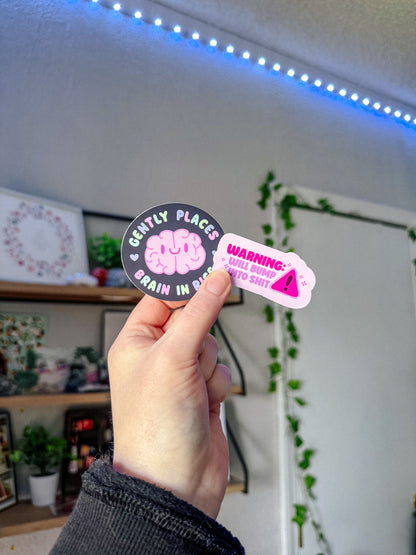 GENTLY PLACES
BRAIN IN
WARNING:
WILL BUMP
INTO SHIT